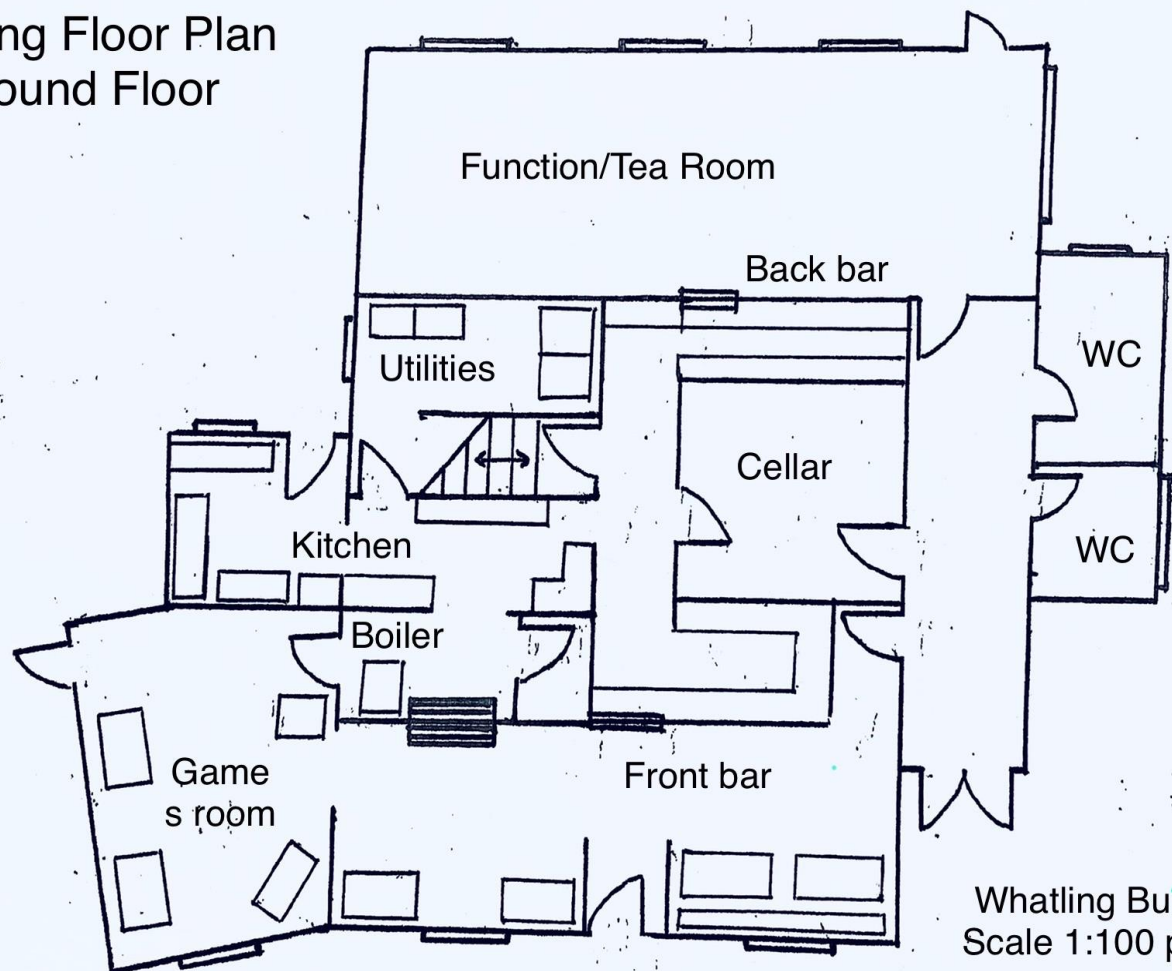 ng Floor Plan
ound Floor
Function/Tea Room
Back bar
Utilities
WC
Cellar
Kitchen
WC
Boiler
Game
s room
Front bar
Whatling Bu
Scale 1:100 p